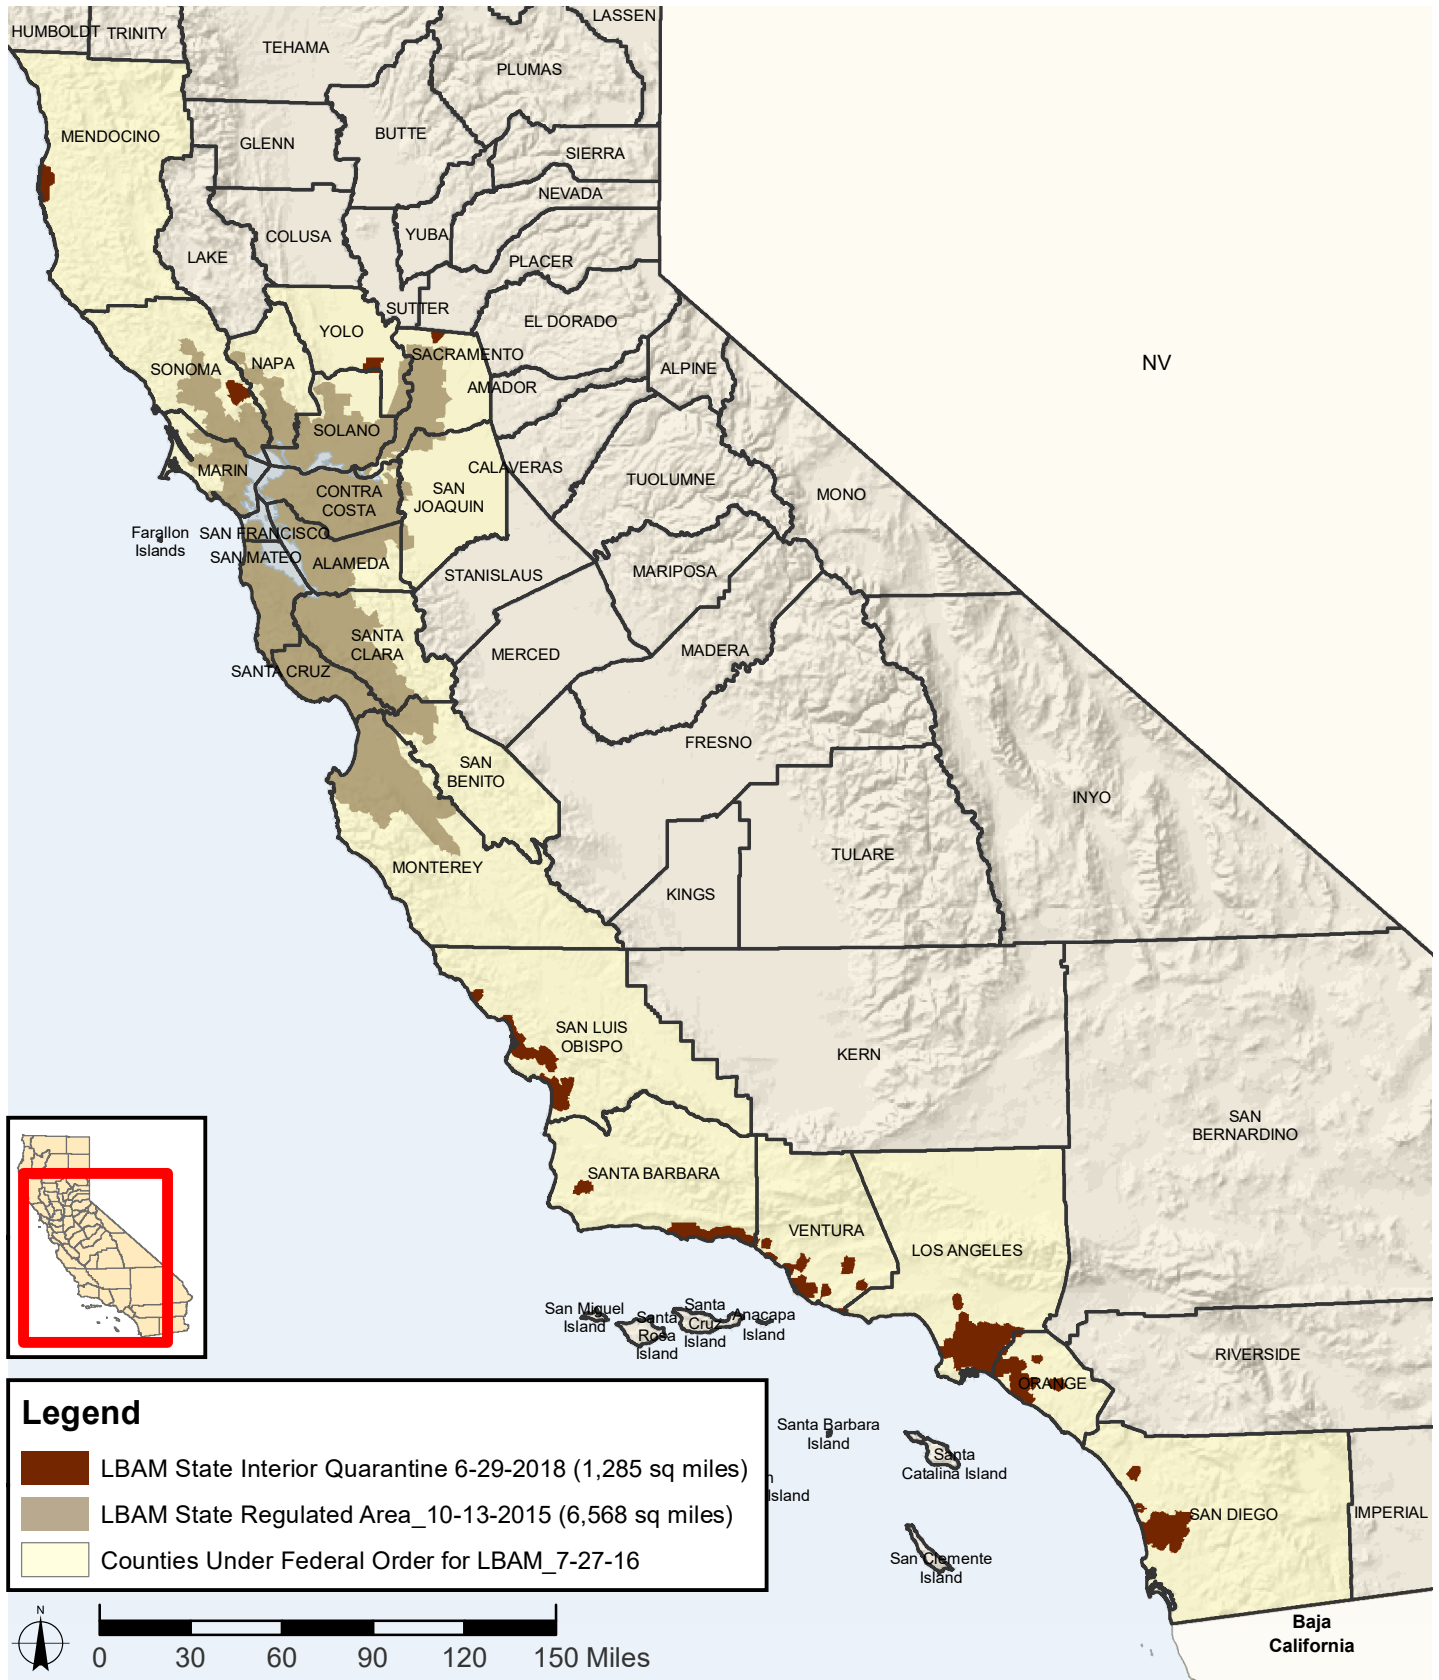 LASSEN
HUMBOLDT
TRINITY
TEHAMA
PLUMAS
MENDOCINO
GLENN
BUTTE
SIERRA
NEVADA
COLUSA
YUBA
LAKE
PLACER
SUTTER
EL DORADO
YOLO
SACRAMENTO
NAPA
SONOMA
ALPINE
NV
AMADOR
SOLANO
MARIN
CALAVERAS
TUOLUMNE
MONO
CONTRA
COSTA
SAN
JOAQUIN
Farallon
Islands
SAN FRANCISCO
SAN MATEO
ALAMEDA
STANISLAUS
MARIPOSA
SANTA
CLARA
MERCED
MADERA
SANTA CRUZ
FRESNO
SAN
BENITO
INYO
TULARE
MONTEREY
KINGS
SAN LUIS
OBISPO
KERN
SAN
BERNARDINO
SANTA BARBARA
VENTURA
LOS ANGELES
San Miguel
Island
Santa
Rosa
Island
Santa
Cruz
Island
Anacapa
Island
RIVERSIDE
ORANGE
Santa Barbara
Island
Santa
Catalina Island
n
Island
SAN DIEGO
IMPERIAL
San Clemente
Island
Baja
California
Legend
LBAM State Interior Quarantine 6-29-2018 (1,285 sq miles)
LBAM State Regulated Area_10-13-2015 (6,568 sq miles)
Counties Under Federal Order for LBAM_7-27-16
N
0 30 60 90 120 150 Miles